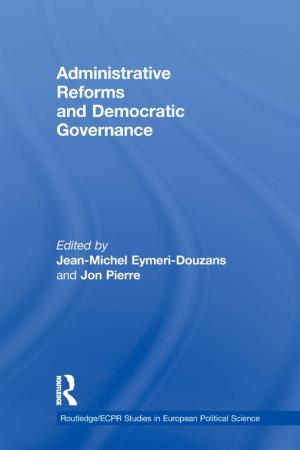 Administrative
Reforms
and Democratic
Governance
Edited by
Jean-Michel Eymeri-Douzans
and Jon Pierre
ROUTLEDGE
Routledge/ECPR Studies in European Political Science